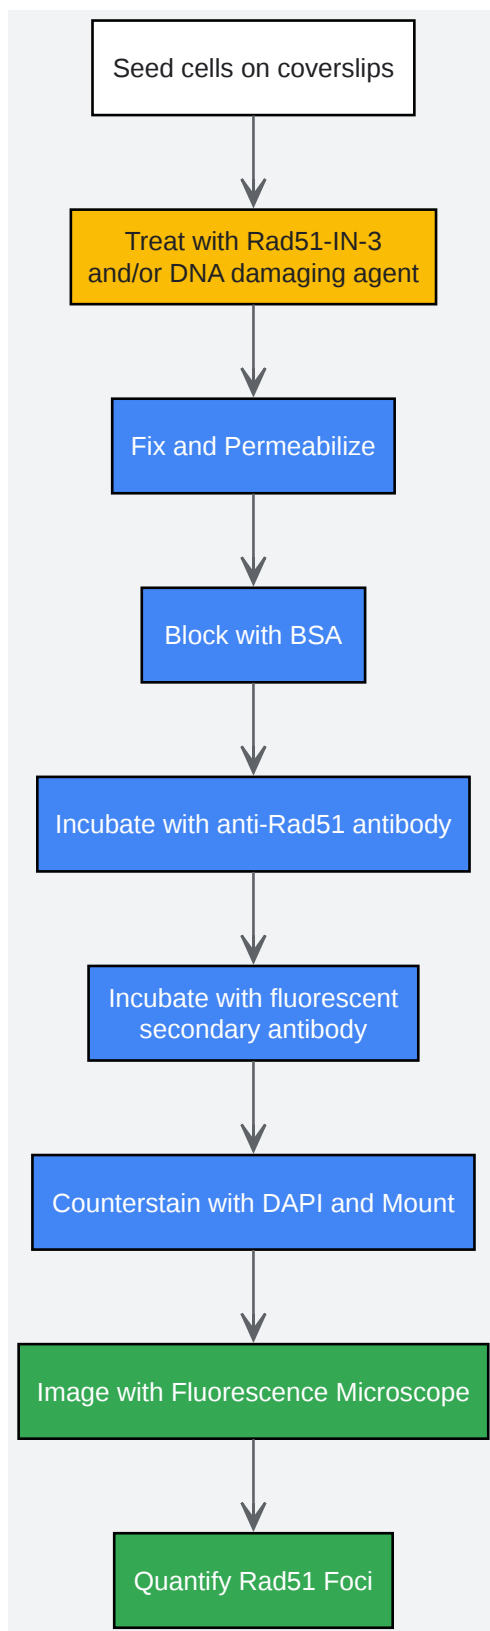 Seed cells on coverslips
Treat with Rad51-IN-3
and/or DNA damaging agent
Fix and Permeabilize
Block with BSA
Incubate with anti-Rad51 antibody
Incubate with fluorescent
secondary antibody
Counterstain with DAPI and Mount
Image with Fluorescence Microscope
Quantify Rad51 Foci